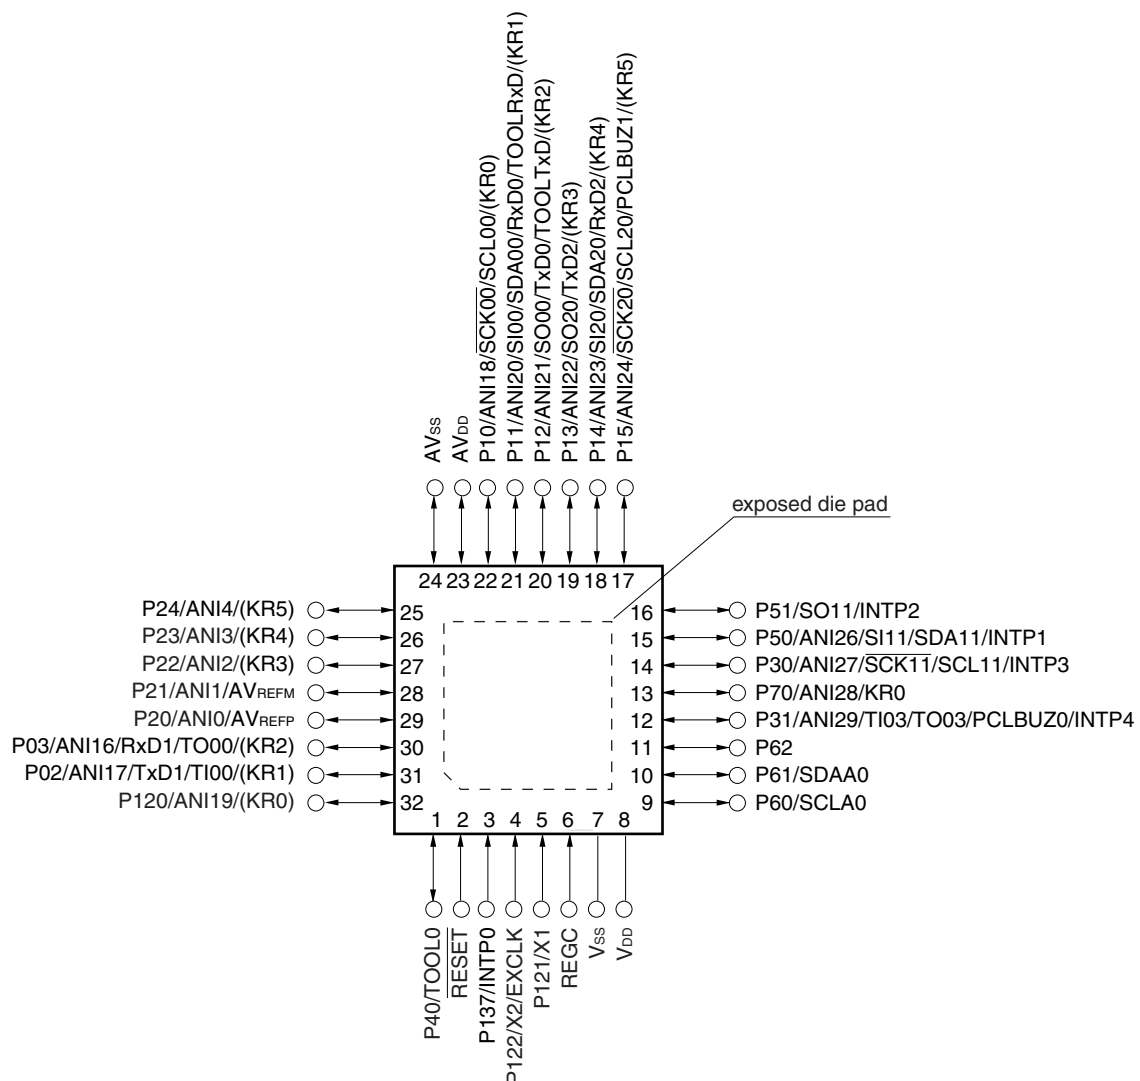 AVSS
AVDD
P10/ANI18/SCK00/SCL00/(KR0)
P11/ANI20/SI00/SDA00/RxD0/TOOLRxD/(KR1)
P12/ANI21/SO00/TxD0/TOOLTxD/(KR2)
P13/ANI22/SO20/TxD2/(KR3)
P14/ANI23/SI20/SDA20/RxD2/(KR4)
P15/ANI24/SCK20/SCL20/PCLBUZ1/(KR5)
exposed die pad
24 23 22 21 20 19 18 17
P24/ANI4/(KR5) 25 16 P51/SO11/INTP2
P23/ANI3/(KR4) 26 15 P50/ANI26/SI11/SDA11/INTP1
P22/ANI2/(KR3) 27 14 P30/ANI27/SCK11/SCL11/INTP3
P21/ANI1/AVREFM 28 13 P70/ANI28/KR0
P20/ANI0/AVREFP 29 12 P31/ANI29/TI03/TO03/PCLBUZ0/INTP4
P03/ANI16/RxD1/TO00/(KR2) 30 11 P62
P02/ANI17/TxD1/TI00/(KR1) 31 10 P61/SDAA0
P120/ANI19/(KR0) 32 9 P60/SCLA0
1 2 3 4 5 6 7 8
P40/TOOL0
RESET
P137/INTP0
P122/X2/EXCLK
P121/X1
REGC
VSS
VDD